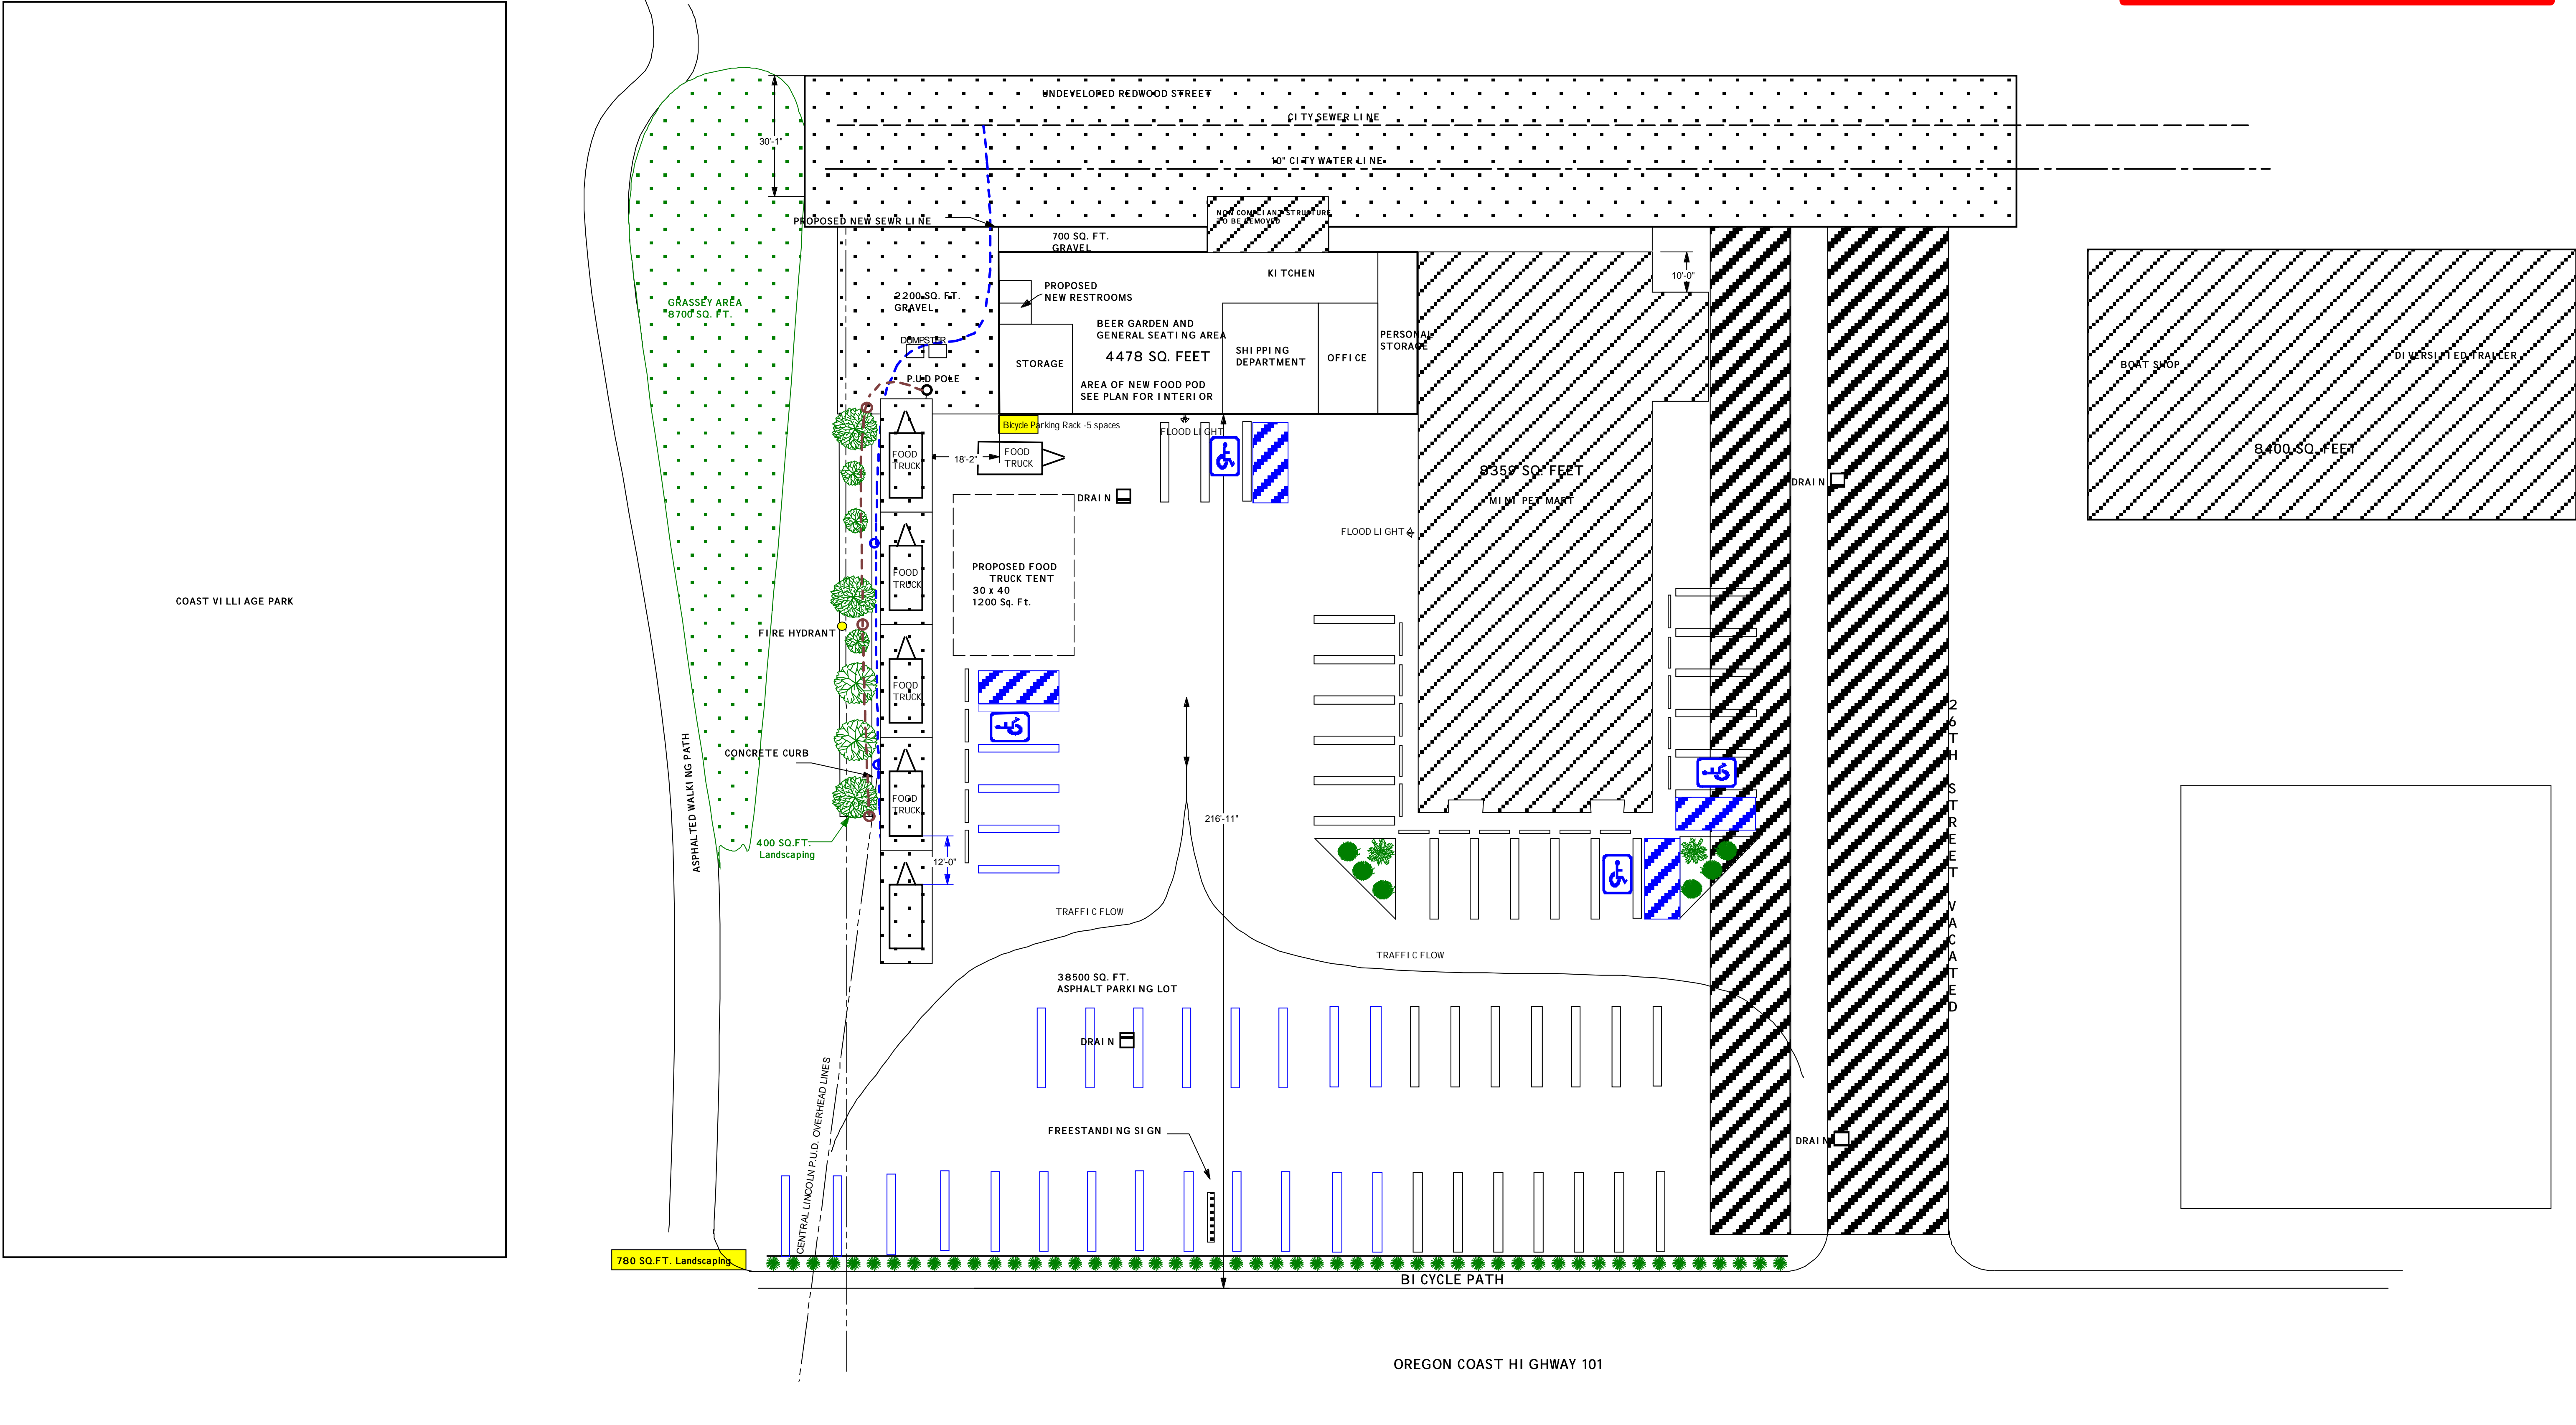 UNDEVELOPED REDWOOD STREET
CITY SEWER LINE
30'-1"
10" CITY WATER LINE
PROPOSED NEW SEWR LINE
NON COMPLIANT STRUCTURE
TO BE REMOVED
700 SQ. FT.
GRAVEL
KITCHEN
10'-0"
GRASSEY AREA
8700 SQ. FT.
2200 SQ. FT.
GRAVEL
PROPOSED
NEW RESTROOMS
BEER GARDEN AND
GENERAL SEATING AREA
4478 SQ. FEET
STORAGE
SHIPPING
DEPARTMENT
OFFICE
PERSONAL
STORAGE
DUMPSTER
P.U.D POLE
AREA OF NEW FOOD POD
SEE PLAN FOR INTERIOR
BOAT SHOP
DIVERSIFIED TRAILER
8400 SQ. FEET
Bicycle Parking Rack -5 spaces
FLOOD LIGHT
FOOD
TRUCK
18'-2"
FOOD
TRUCK
8359 SQ. FEET
MINI PET MART
DRAIN
DRAIN
FLOOD LIGHT
FOOD
TRUCK
PROPOSED FOOD
TRUCK TENT
30 x 40
1200 Sq. Ft.
COAST VILLIAGE PARK
FIRE HYDRANT
FOOD
TRUCK
CONCRETE CURB
ASPHALTED WALKING PATH
FOOD
TRUCK
216'-11"
26TH STREET VACATED
400 SQ.FT.
Landscaping
12'-0"
TRAFFIC FLOW
TRAFFIC FLOW
38500 SQ. FT.
ASPHALT PARKING LOT
DRAIN
CENTRAL LINCOLN P.U.D. OVERHEAD LINES
FREESTANDING SIGN
DRAIN
780 SQ.FT. Landscaping
BICYCLE PATH
OREGON COAST HIGHWAY 101